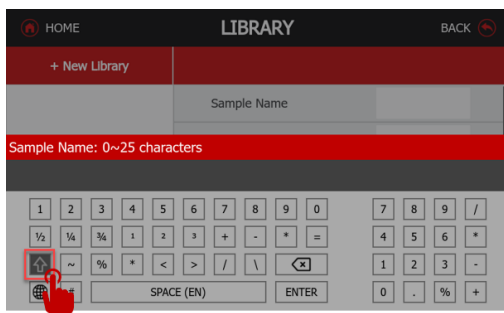 HOME LIBRARY BACK
+ New Library
Sample Name
Sample Name: 0~25 characters
1 2 3 4 5 6 7 8 9 0 7 8 9 /
½ ¼ ¾ ¹ ² ³ + - * = 4 5 6 *
~ % * < > / \ 1 2 3 -
# SPACE (EN) ENTER 0 . % +